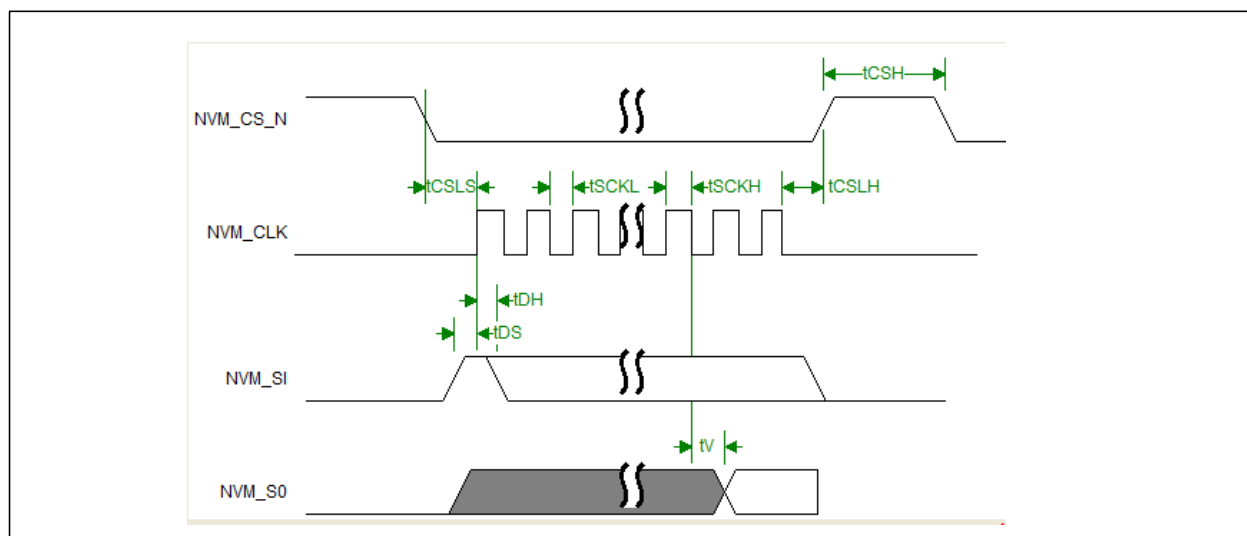 tCSH
NVM_CS_N
tCSLS
tSCKL
tSCKH
tCSLH
NVM_CLK
tDH
tDS
NVM_SI
tV
NVM_S0